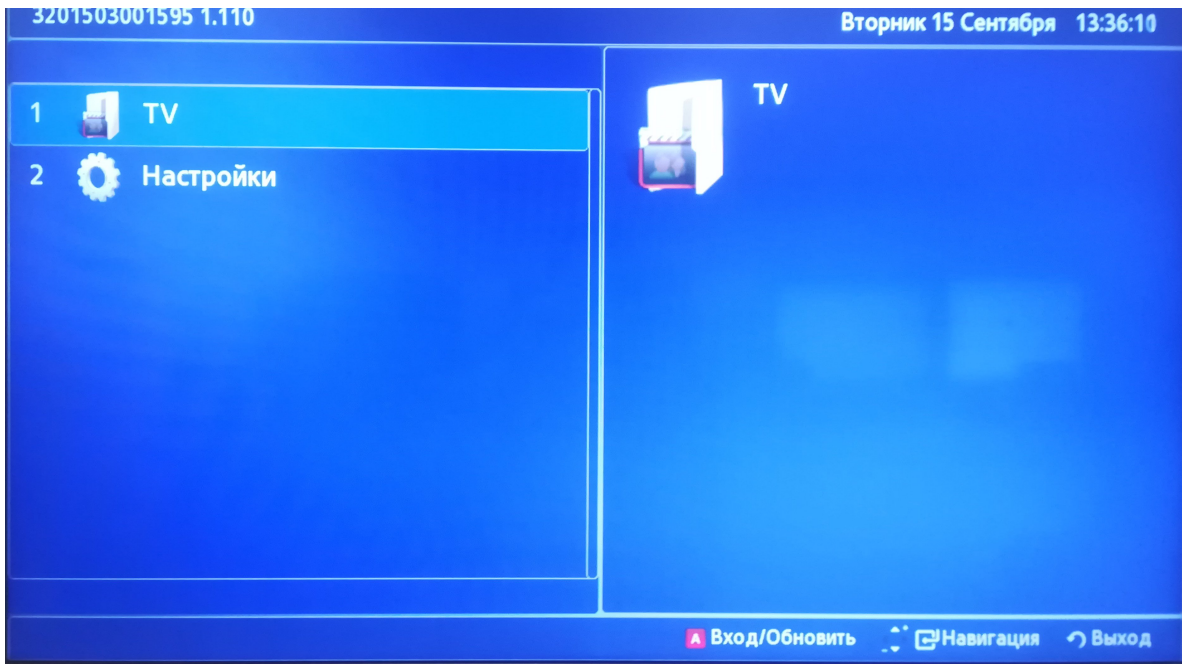 3201503001595 1.110
Вторник 15 Сентября 13:36:10
1 TV
2 Настройки
TV
A Вход/Обновить Навигация Выход